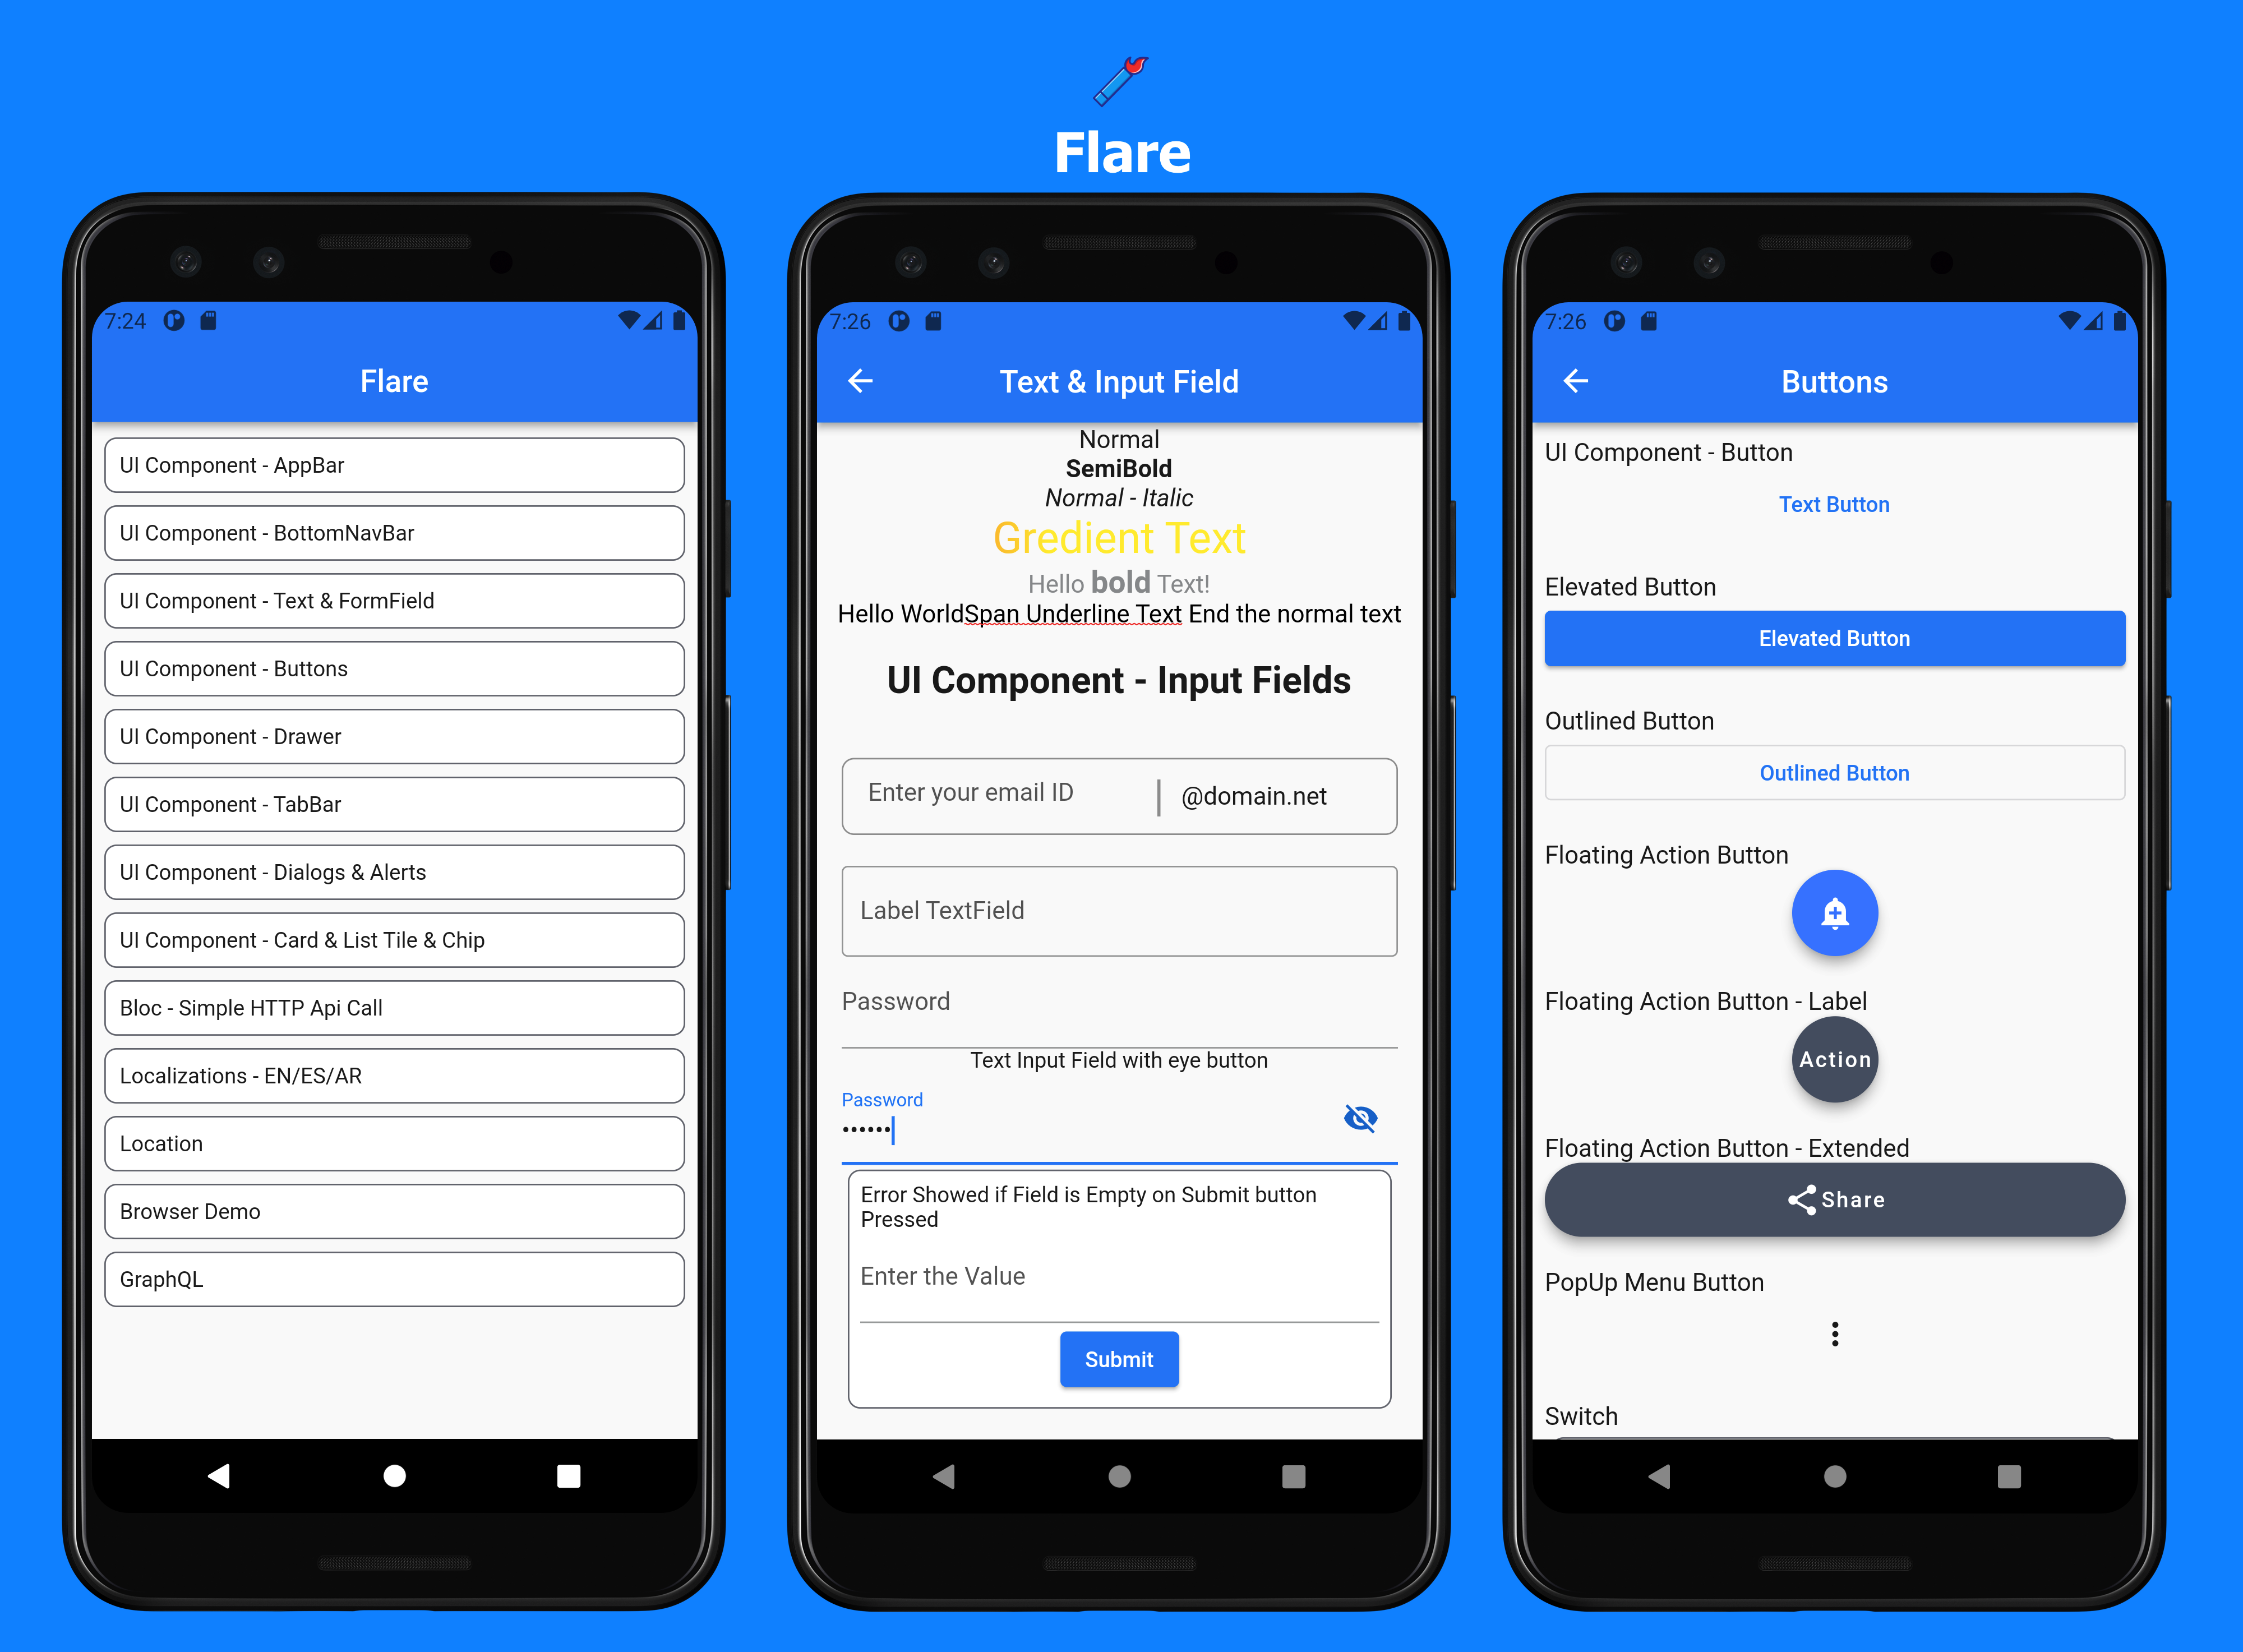 Flare
7:24
Flare
UI Component - AppBar
UI Component - BottomNavBar
UI Component - Text & FormField
UI Component - Buttons
UI Component - Drawer
UI Component - TabBar
UI Component - Dialogs & Alerts
UI Component - Card & List Tile & Chip
Bloc - Simple HTTP Api Call
Localizations - EN/ES/AR
Location
Browser Demo
GraphQL
7:26
Text & Input Field
Normal
SemiBold
Normal - Italic
Gredient Text
Hello bold Text!
Hello WorldSpan Underline Text End the normal text
UI Component - Input Fields
Enter your email ID
@domain.net
Label TextField
Password
Text Input Field with eye button
Password
••••••
Error Showed if Field is Empty on Submit button
Pressed
Enter the Value
Submit
7:26
Buttons
UI Component - Button
Text Button
Elevated Button
Elevated Button
Outlined Button
Outlined Button
Floating Action Button
Floating Action Button - Label
Action
Floating Action Button - Extended
Share
PopUp Menu Button
Switch